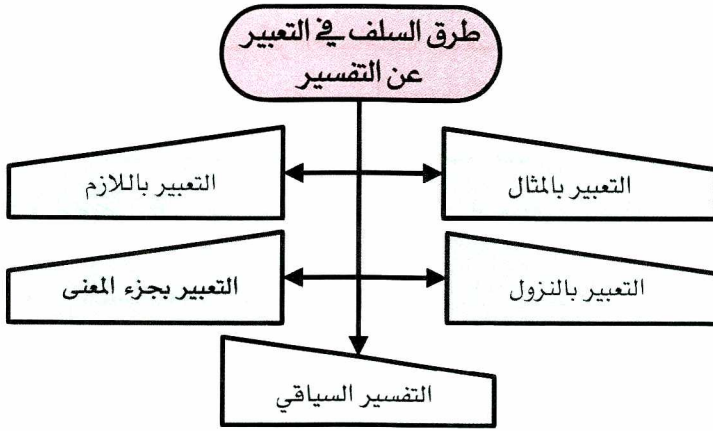 طرق السلف في التعبير
عن التفسير
التعبير بالمثال
التعبير باللازم
التعبير بالنزول
التعبير بجزء المعنى
التفسير السياقي